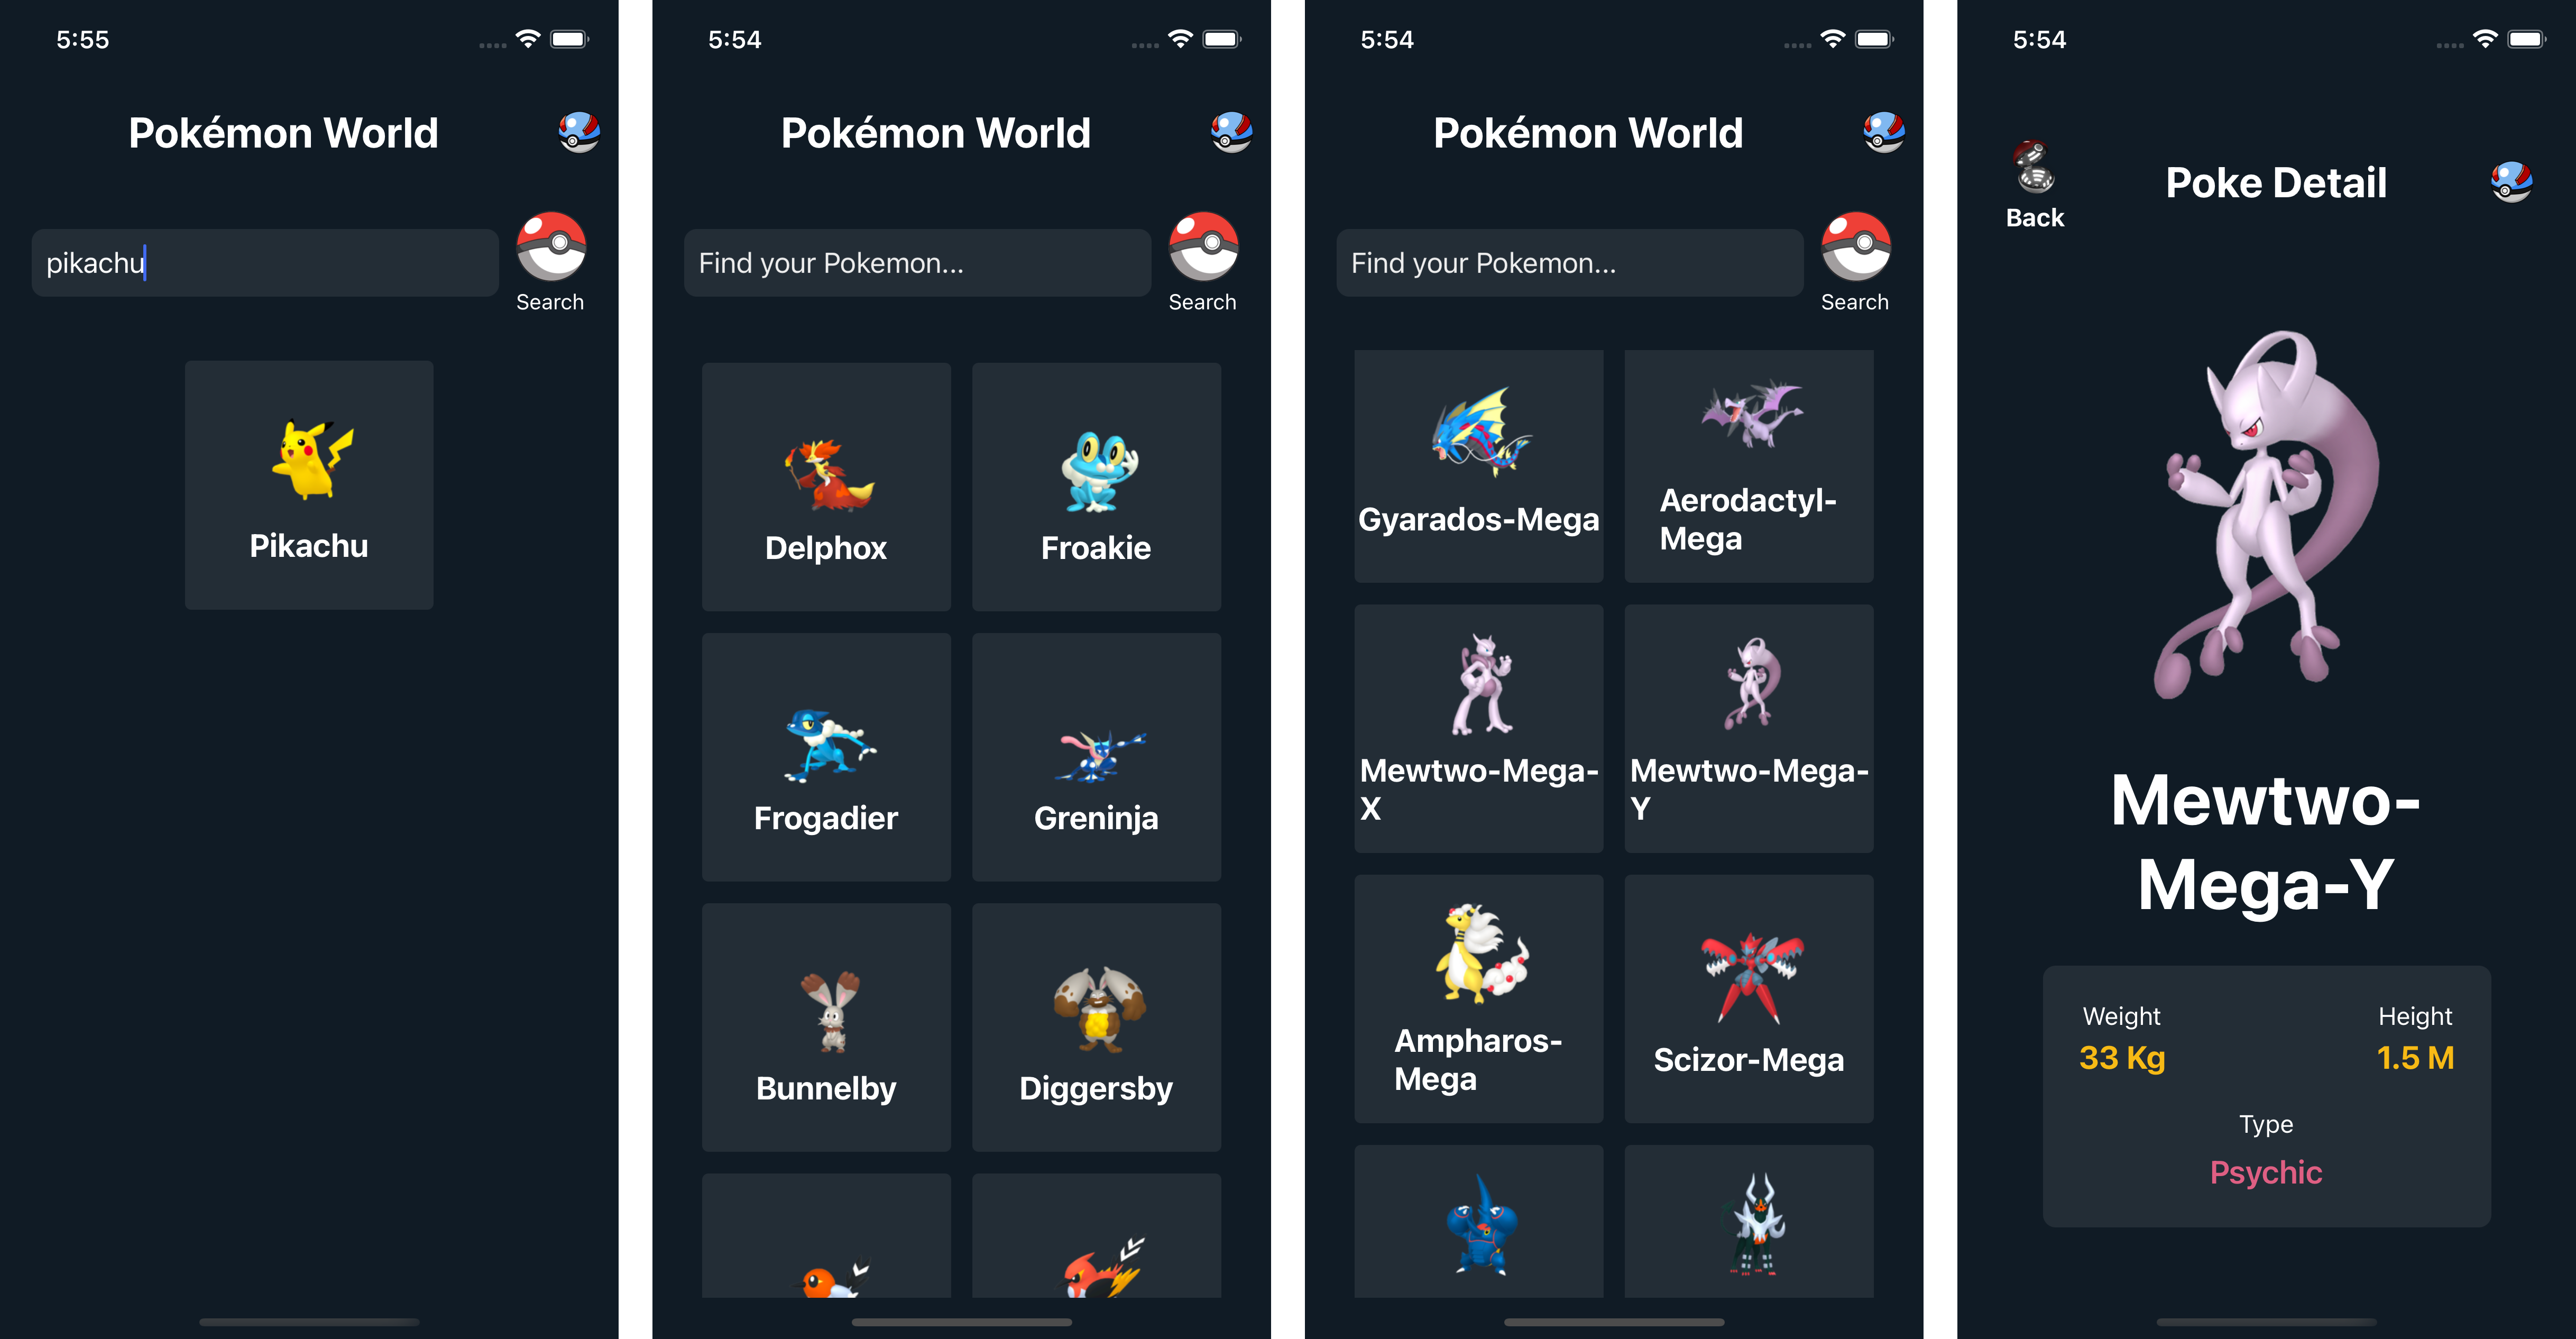 5:55
Pokémon World
pikachu
Search
Pikachu
5:54
Pokémon World
Find your Pokemon...
Search
Delphox
Froakie
Frogadier
Greninja
Bunnelby
Diggersby
5:54
Pokémon World
Find your Pokemon...
Search
Gyarados-Mega
Aerodactyl-
Mega
Mewtwo-Mega-
X
Mewtwo-Mega-
Y
Ampharos-
Mega
Scizor-Mega
5:54
Back
Poke Detail
Mewtwo-
Mega-Y
Weight
Height
33 Kg
1.5 M
Type
Psychic